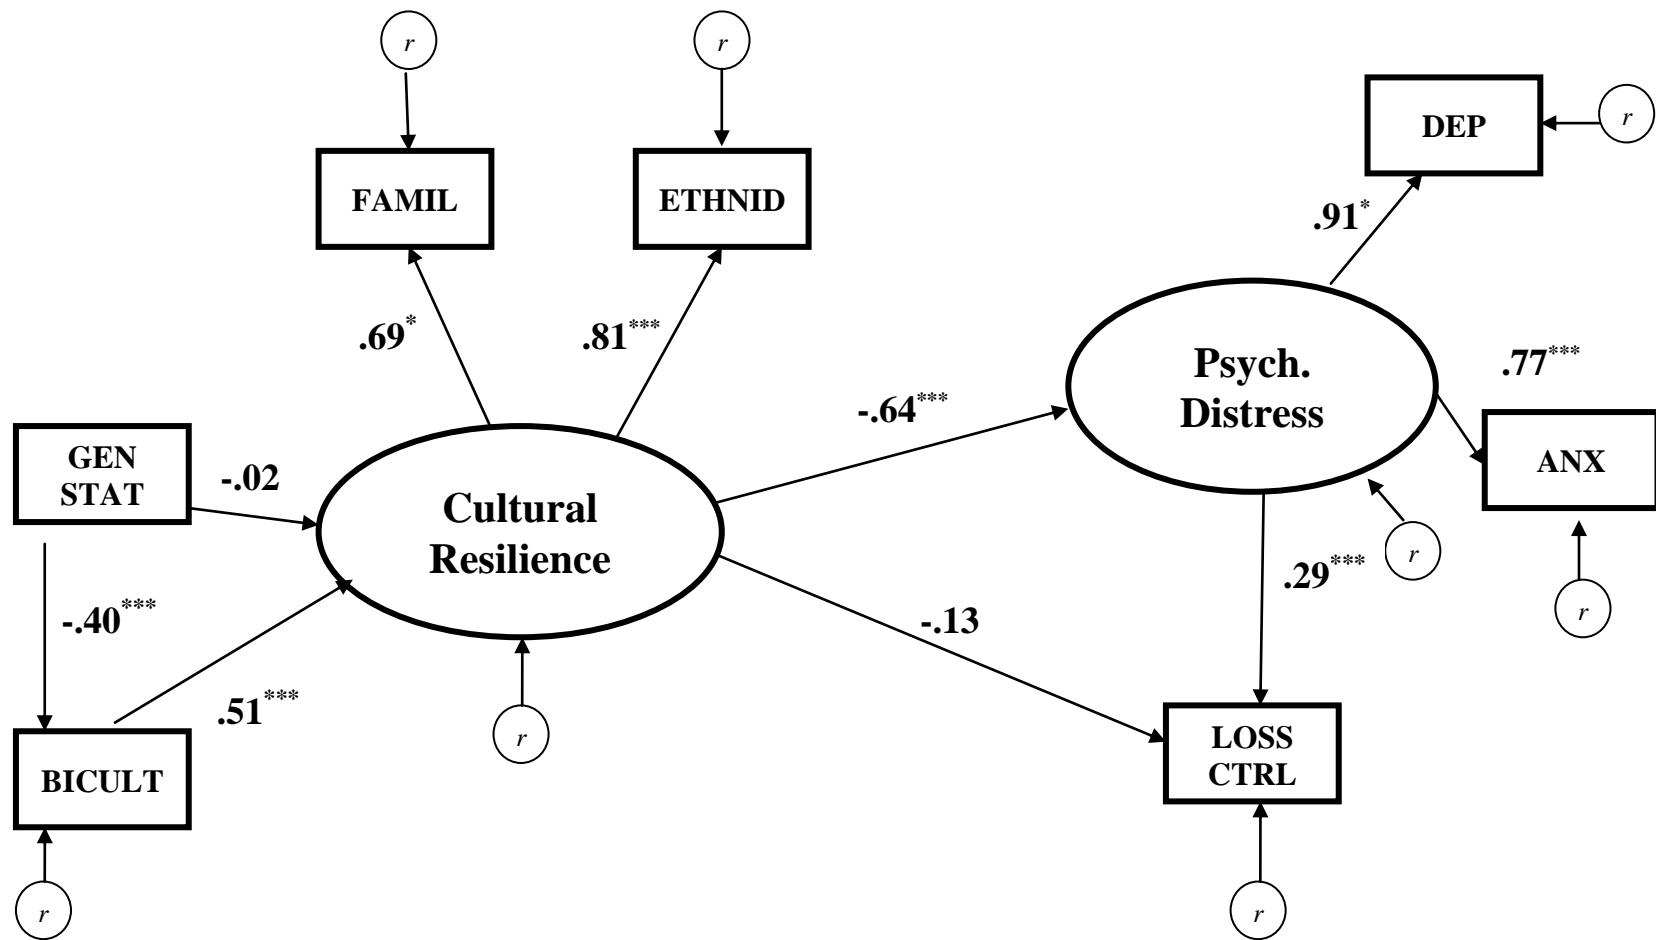 r
r
DEP
r
FAMIL
ETHNID
.91*
.69*
.81***
Psych.
Distress
.77***
-.64***
GEN
STAT
-.02
ANX
Cultural
Resilience
r
.29***
r
-.40***
-.13
.51***
r
LOSS
CTRL
BICULT
r
r